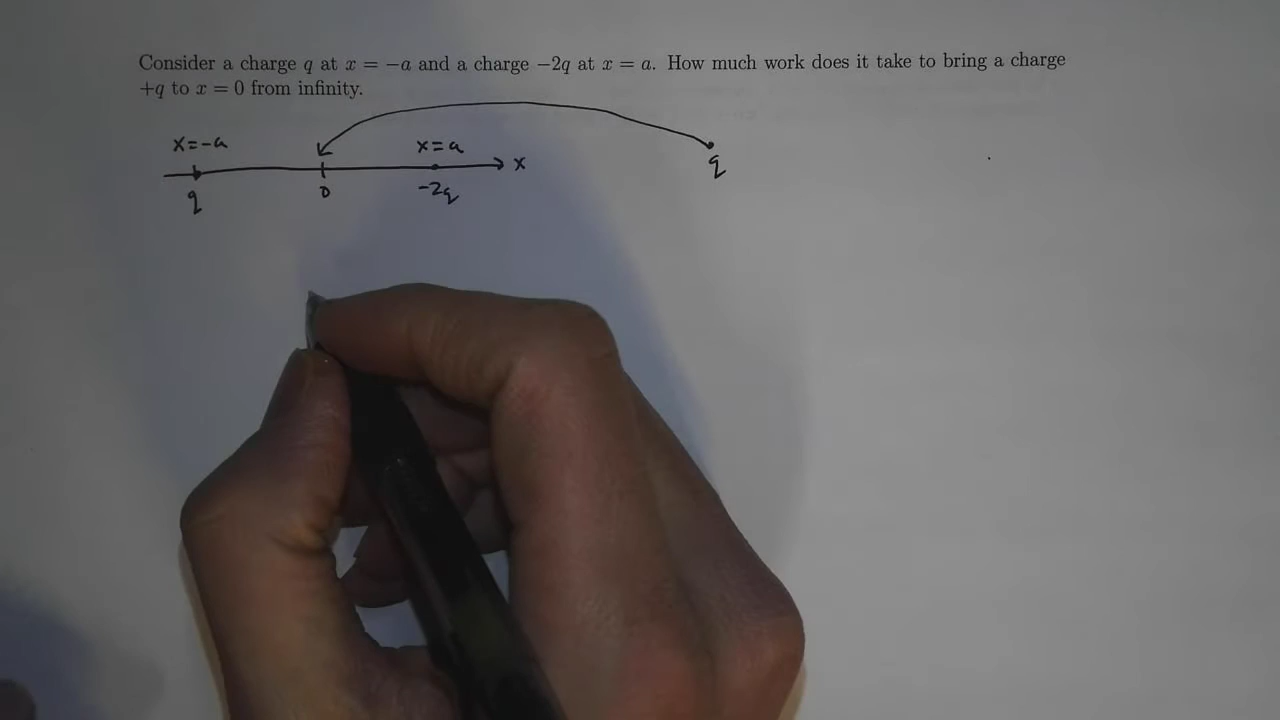 Consider a charge q at x = −a and a charge −2q at x = a. How much work does it take to bring a charge
+q to x = 0 from infinity.
x=-a x=a
x
q 0 -2q q